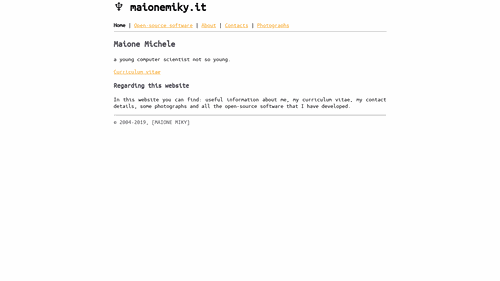 ♆ maionemiky.it
Home | Open source software | About | Contacts | Photographs
Maione Michele
a young computer scientist not so young.
Curriculum vitae
Regarding this website
In this website you can find: useful information about me, my curriculum vitae, my contact
details, some photographs and all the open-source software that I have developed.
© 2004-2019, [MAIONE MIKY]